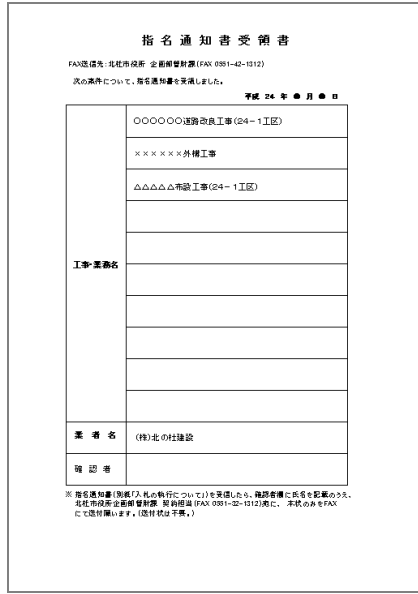 指名通知書受領書
FAX送信先:北杜市役所 企画部管財課(FAX 0551-42-1312)
次の案件について、指名通知書を受領しました。
平成 24 年 ● 月 ● 日
工事・業務名
○○○○○○道路改良工事(24-1工区)
××××××外構工事
△△△△△布設工事(24-1工区)
業者名
(株)北の杜建設
確認者
※ 指名通知書(別紙「入札の執行について」)を受信したら、確認者欄に氏名を記載のうえ、
北杜市役所企画部管財課 契約担当(FAX 0551-32-1312)宛に、 本状のみをFAX
にて送付願います。(送付状は不要。)